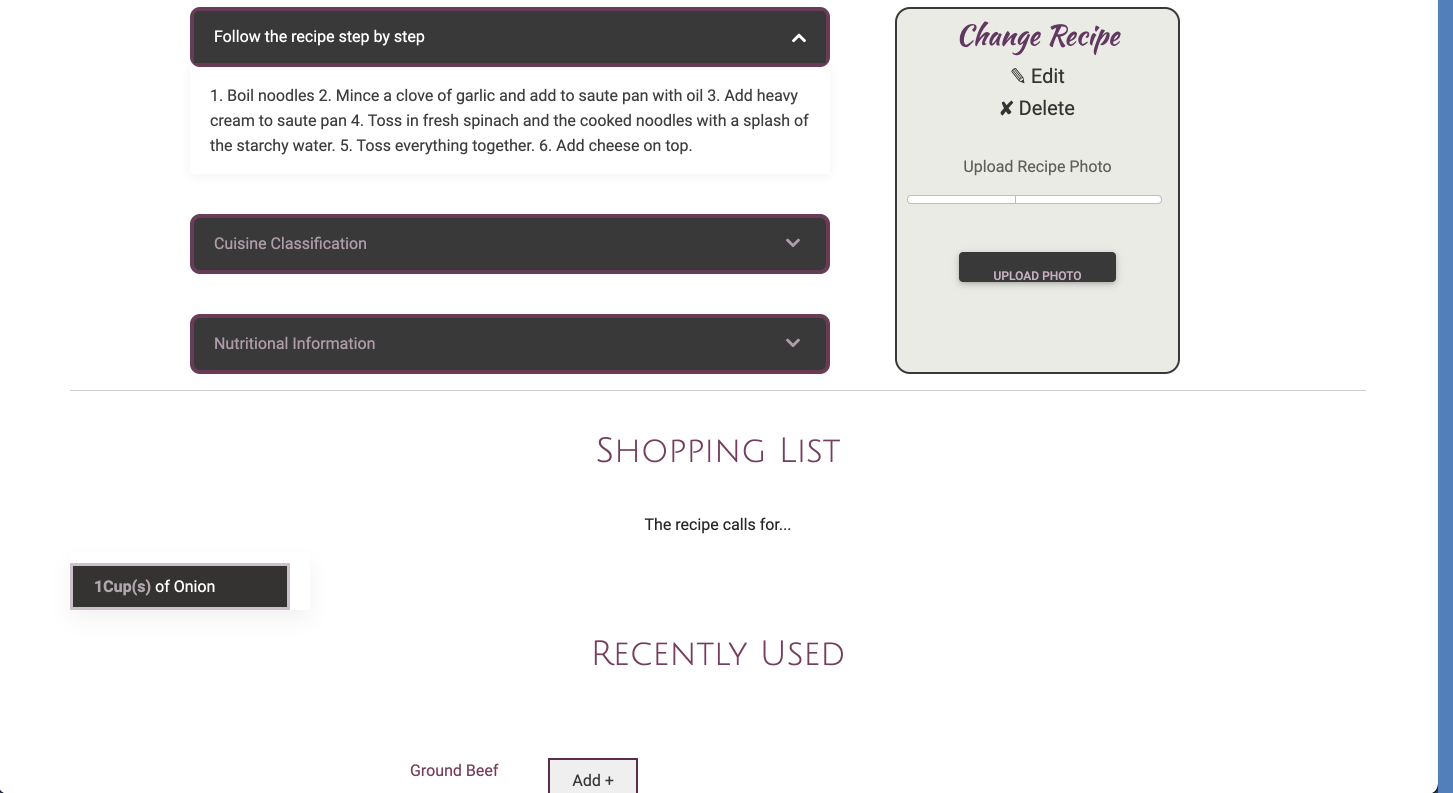 Follow the recipe step by step
1. Boil noodles 2. Mince a clove of garlic and add to saute pan with oil 3. Add heavy
cream to saute pan 4. Toss in fresh spinach and the cooked noodles with a splash of
the starchy water. 5. Toss everything together. 6. Add cheese on top.
Cuisine Classification
Nutritional Information
Change Recipe
✎ Edit
✘ Delete
Upload Recipe Photo
UPLOAD PHOTO
Shopping List
The recipe calls for...
1Cup(s) of Onion
Recently Used
Ground Beef
Add +